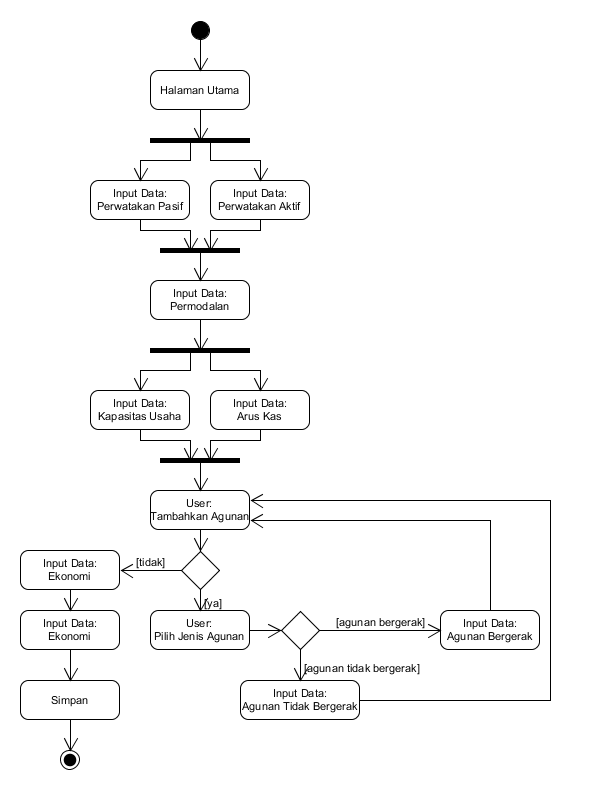 Halaman Utama
Input Data:
Perwatakan Pasif
Input Data:
Perwatakan Aktif
Input Data:
Permodalan
Input Data:
Kapasitas Usaha
Input Data:
Arus Kas
User:
Tambahkan Agunan
[tidak]
Input Data:
Ekonomi
Input Data:
Ekonomi
Simpan
[ya]
User:
Pilih Jenis Agunan
[agunan bergerak]
Input Data:
Agunan Bergerak
[agunan tidak bergerak]
Input Data:
Agunan Tidak Bergerak